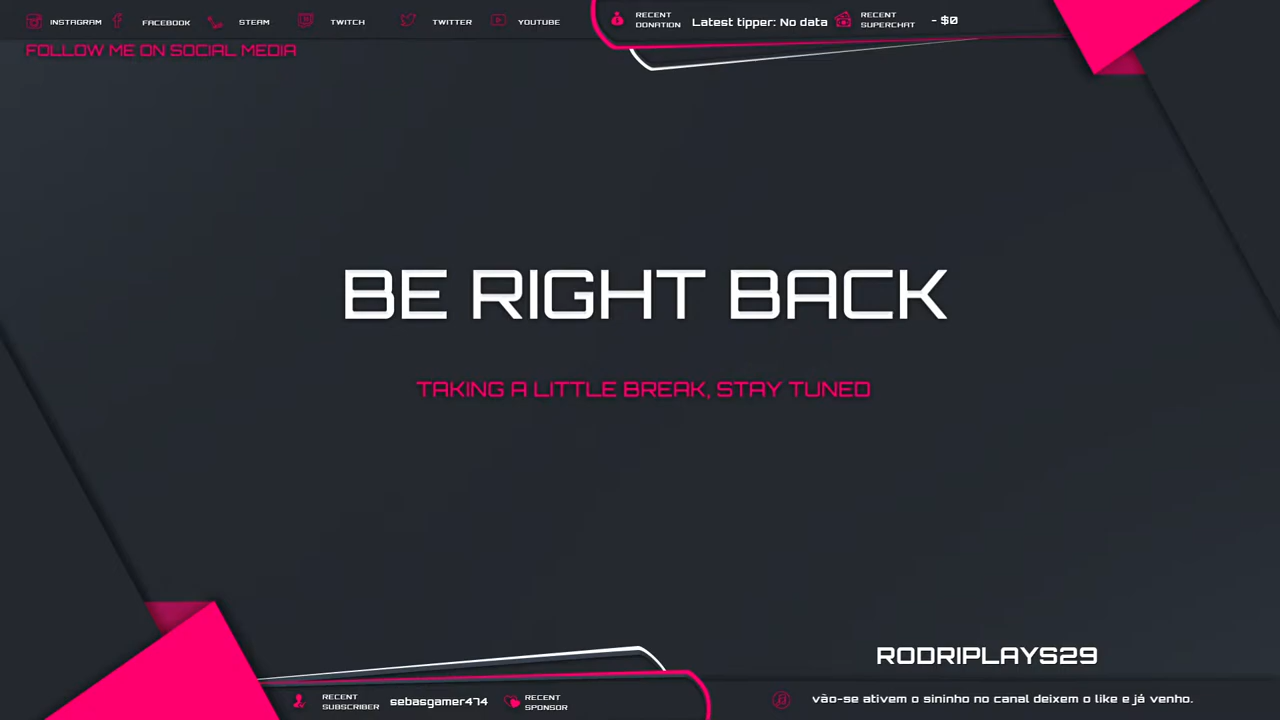 INSTAGRAM FACEBOOK STEAM TWITCH TWITTER YOUTUBE
FOLLOW ME ON SOCIAL MEDIA
RECENT
DONATION
Latest tipper: No data
RECENT
SUPERCHAT
- $0
BE RIGHT BACK
TAKING A LITTLE BREAK, STAY TUNED
RODRIPLAYS29
RECENT
SUBSCRIBER
sebasgamer474
RECENT
SPONSOR
vão-se ativem o sininho no canal deixem o like e já venho.